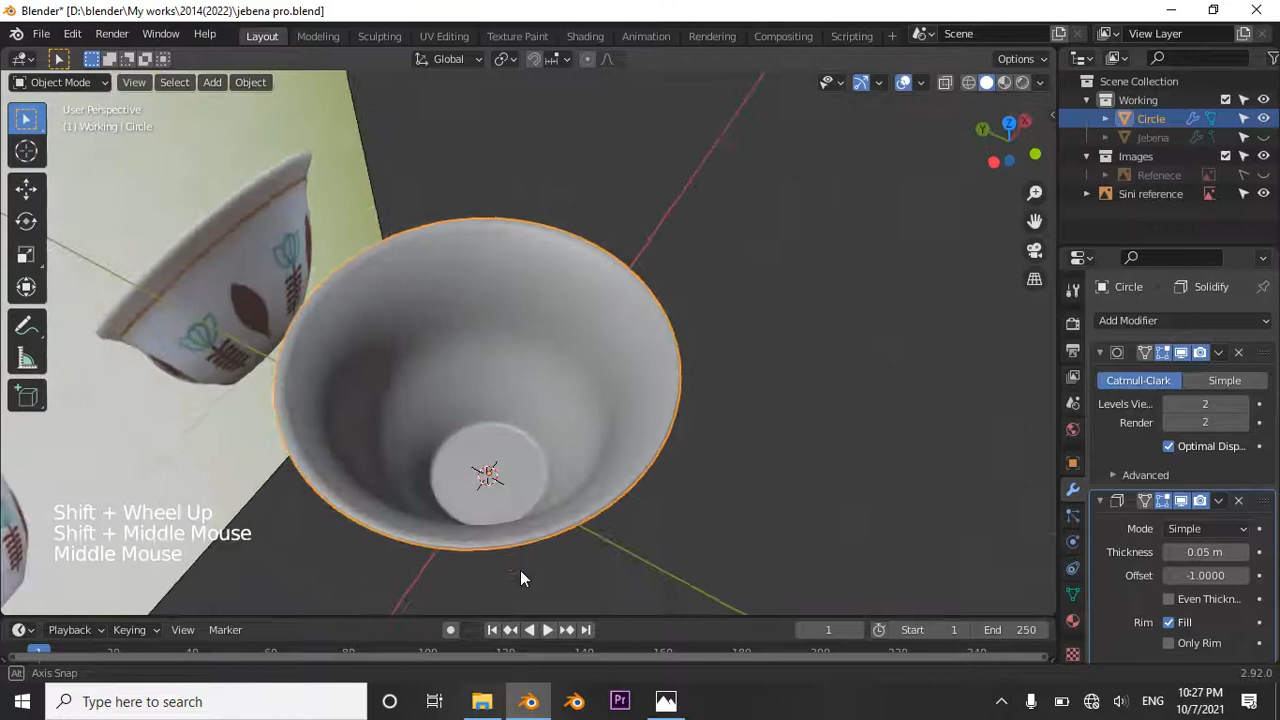 Blender* [D:\blender\My works\2014(2022)\jebena pro.blend]
File Edit Render Window Help Layout Modeling Sculpting UV Editing Texture Paint Shading Animation Rendering Compositing Scripting + Scene View Layer
Global Options
Object Mode View Select Add Object
User Perspective
(1) Working | Circle
Z
Y
X
Scene Collection
Working
Circle
Jebena
Images
Refenece
Sini reference
Circle Solidify
Add Modifier
Catmull-Clark Simple
Levels Vie... 2
Render 2
Optimal Disp...
Advanced
Mode Simple
Thickness 0.05 m
Offset -1.0000
Even Thickn...
Rim Fill
Only Rim
Shift + Wheel Up
Shift + Middle Mouse
Middle Mouse
Playback Keying View Marker 1 Start 1 End 250
1
Alt Axis Snap 2.92.0
Type here to search
Pr
ENG
10:27 PM
10/7/2021